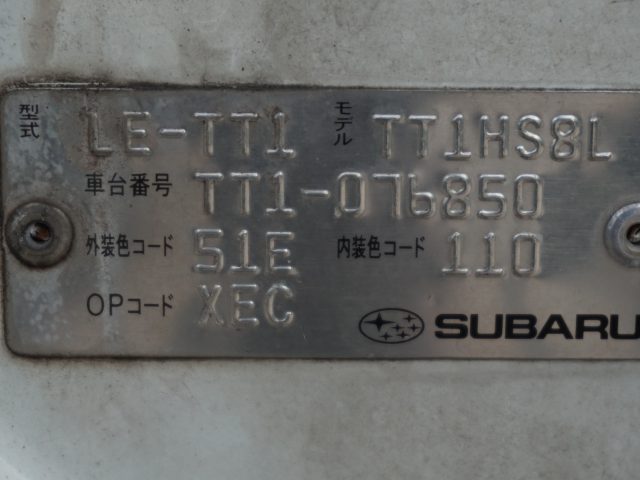 型式 LE-TT1 モデル TT1HS8L
車台番号 TT1-076850
外装色コード 51E 内装色コード 110
OPコード XEC SUBARU